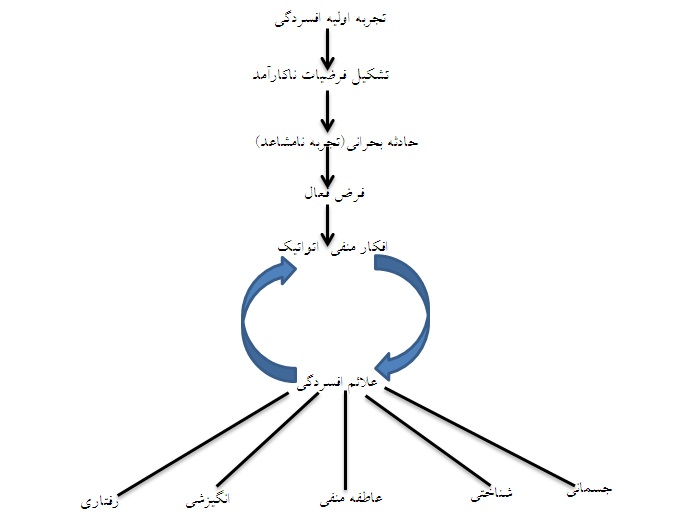 تجربه اولیه افسردگی
تشکیل فرضیات ناکارآمد
حادثه بحرانی(تجربه نامشاعد)
فرض فعال
افکار منفی اتواتیک
علائم افسردگی
جسمانی
شناختی
عاطفه منفی
انگیزشی
رفتاری